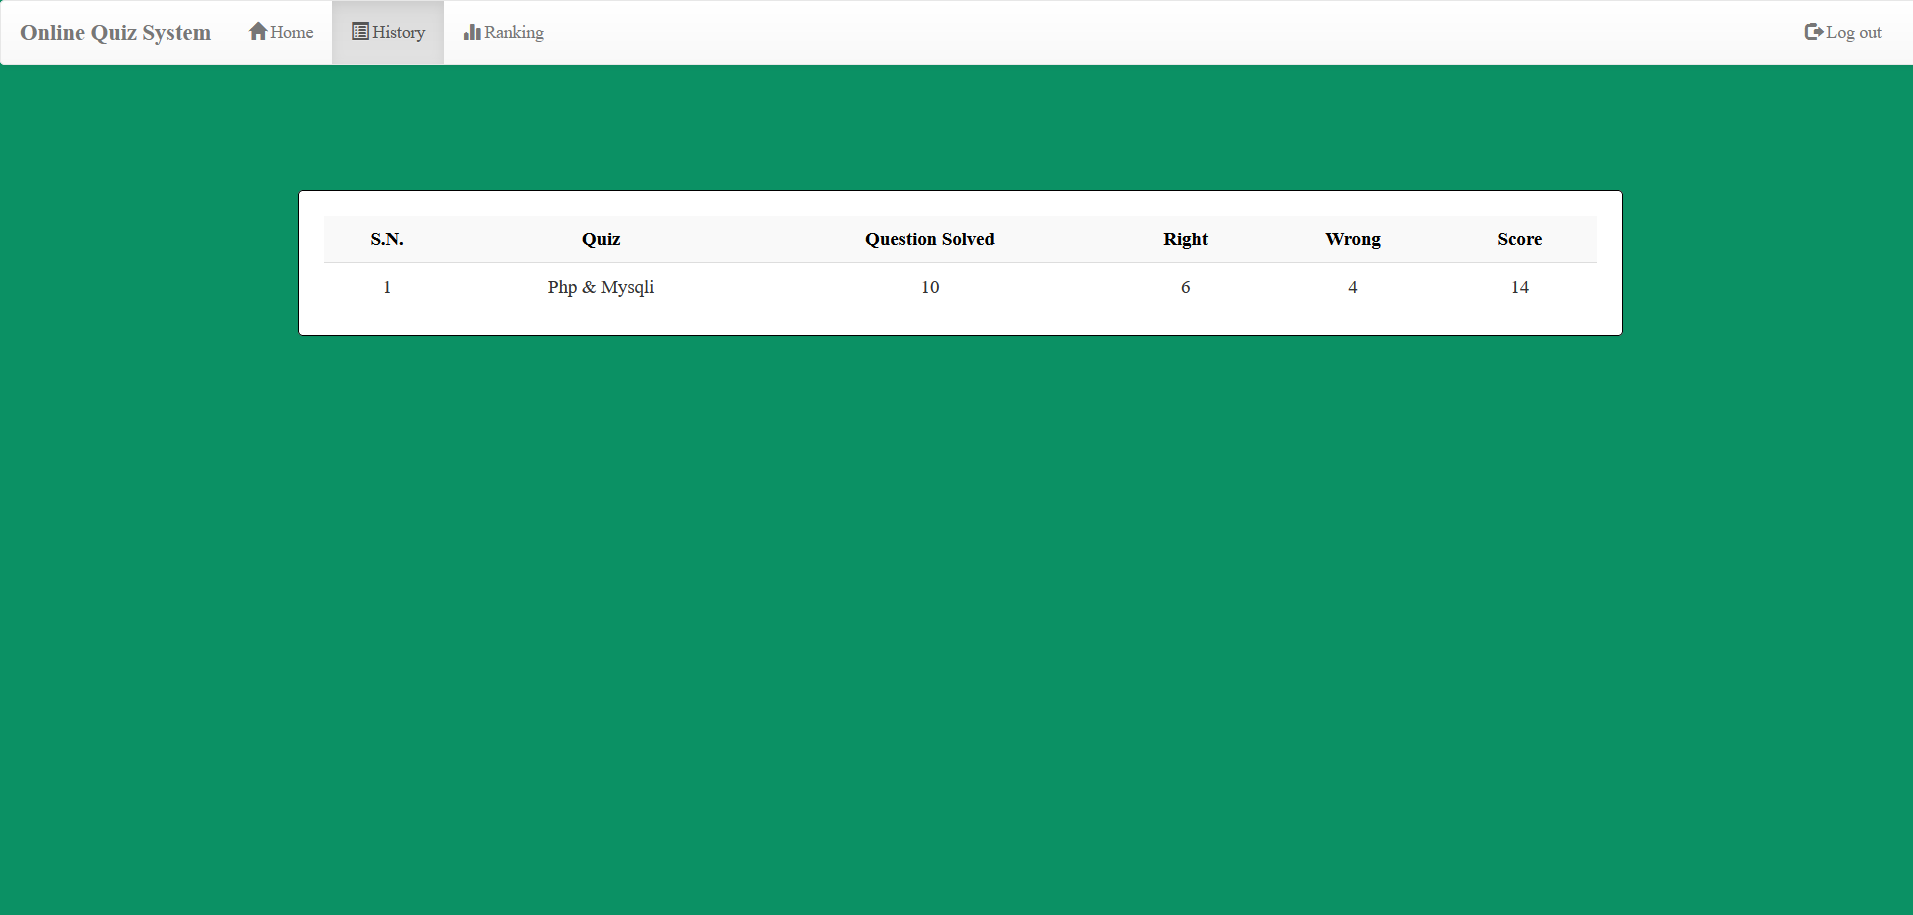 Online Quiz System Home History Ranking Log out
S.N. Quiz Question Solved Right Wrong Score
1 Php & Mysqli 10 6 4 14